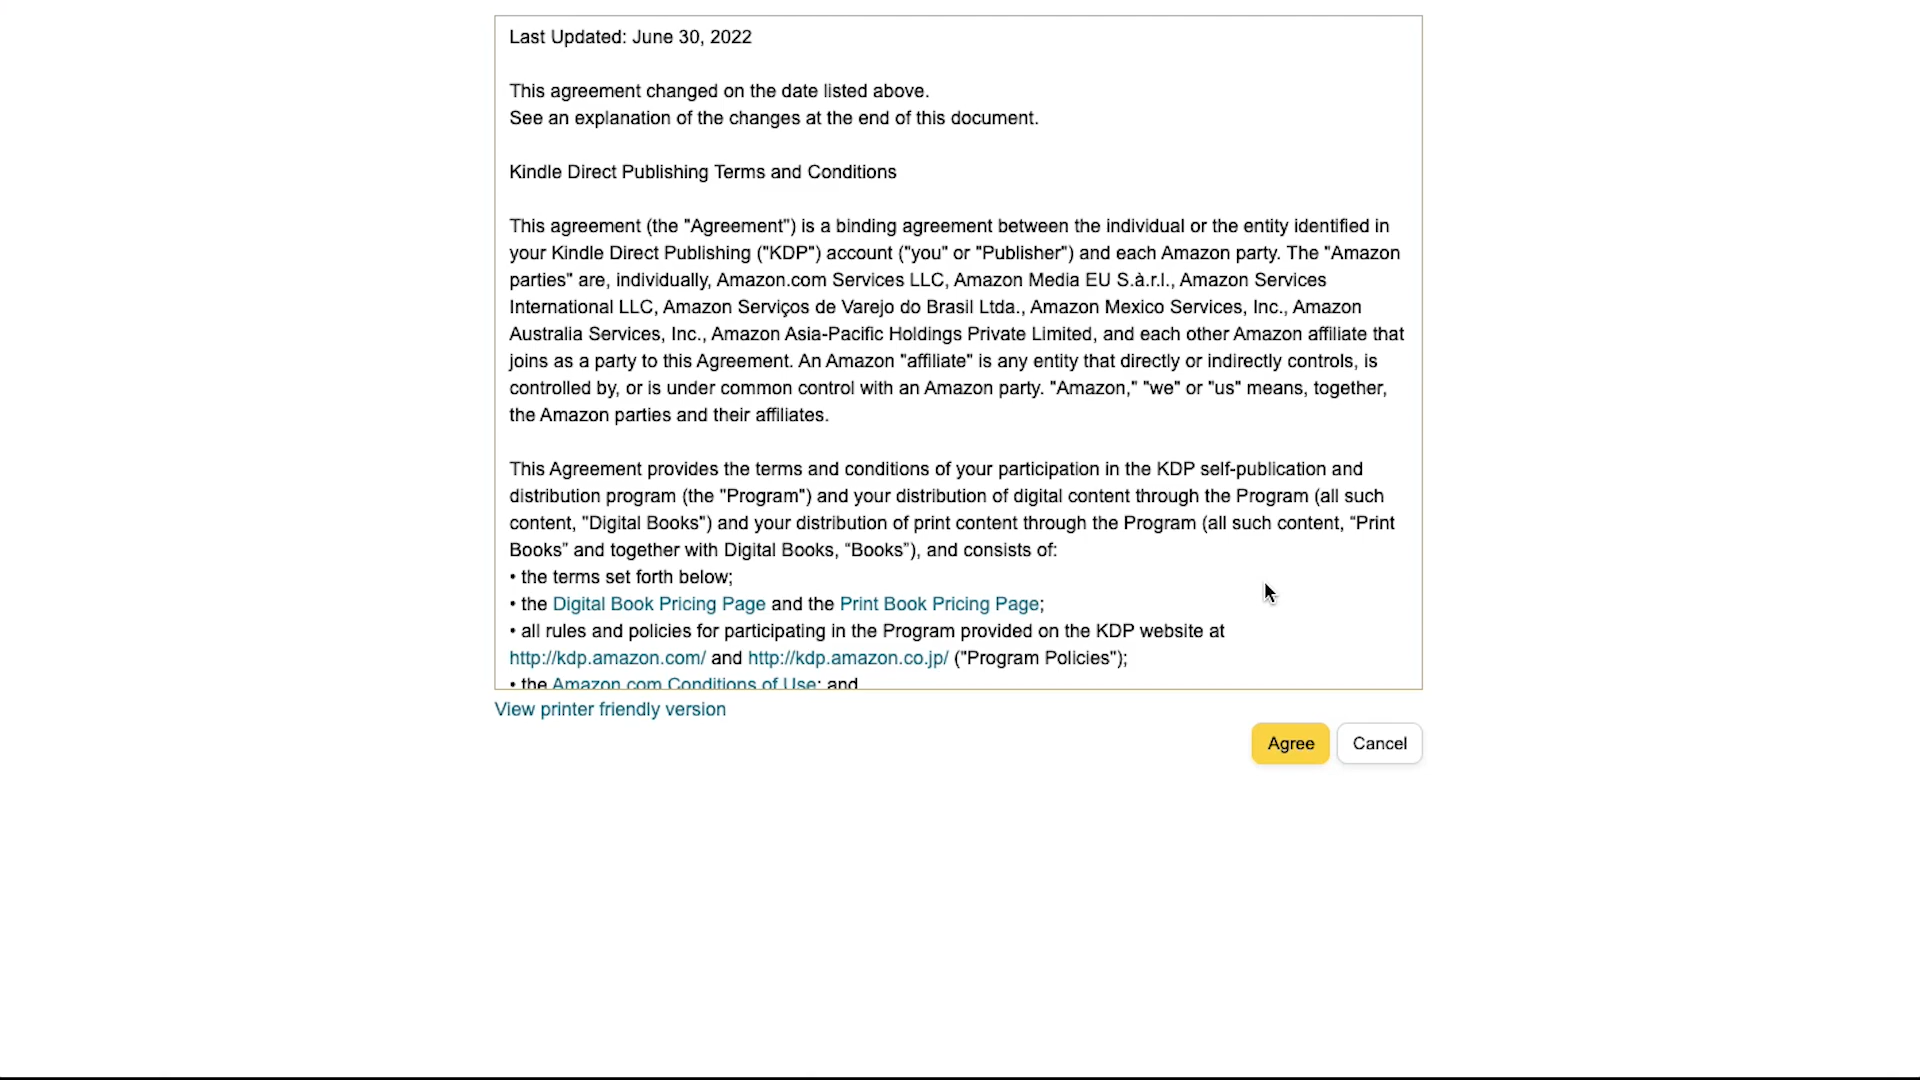 Last Updated: June 30, 2022
This agreement changed on the date listed above.
See an explanation of the changes at the end of this document.
Kindle Direct Publishing Terms and Conditions
This agreement (the "Agreement") is a binding agreement between the individual or the entity identified in
your Kindle Direct Publishing ("KDP") account ("you" or "Publisher") and each Amazon party. The "Amazon
parties" are, individually, Amazon.com Services LLC, Amazon Media EU S.à.r.l., Amazon Services
International LLC, Amazon Serviços de Varejo do Brasil Ltda., Amazon Mexico Services, Inc., Amazon
Australia Services, Inc., Amazon Asia-Pacific Holdings Private Limited, and each other Amazon affiliate that
joins as a party to this Agreement. An Amazon "affiliate" is any entity that directly or indirectly controls, is
controlled by, or is under common control with an Amazon party. "Amazon," "we" or "us" means, together,
the Amazon parties and their affiliates.
This Agreement provides the terms and conditions of your participation in the KDP self-publication and
distribution program (the "Program") and your distribution of digital content through the Program (all such
content, "Digital Books") and your distribution of print content through the Program (all such content, “Print
Books” and together with Digital Books, “Books”), and consists of:
• the terms set forth below;
• the Digital Book Pricing Page and the Print Book Pricing Page;
• all rules and policies for participating in the Program provided on the KDP website at
http://kdp.amazon.com/ and http://kdp.amazon.co.jp/ ("Program Policies");
• the Amazon.com Conditions of Use; and
View printer friendly version
Agree Cancel